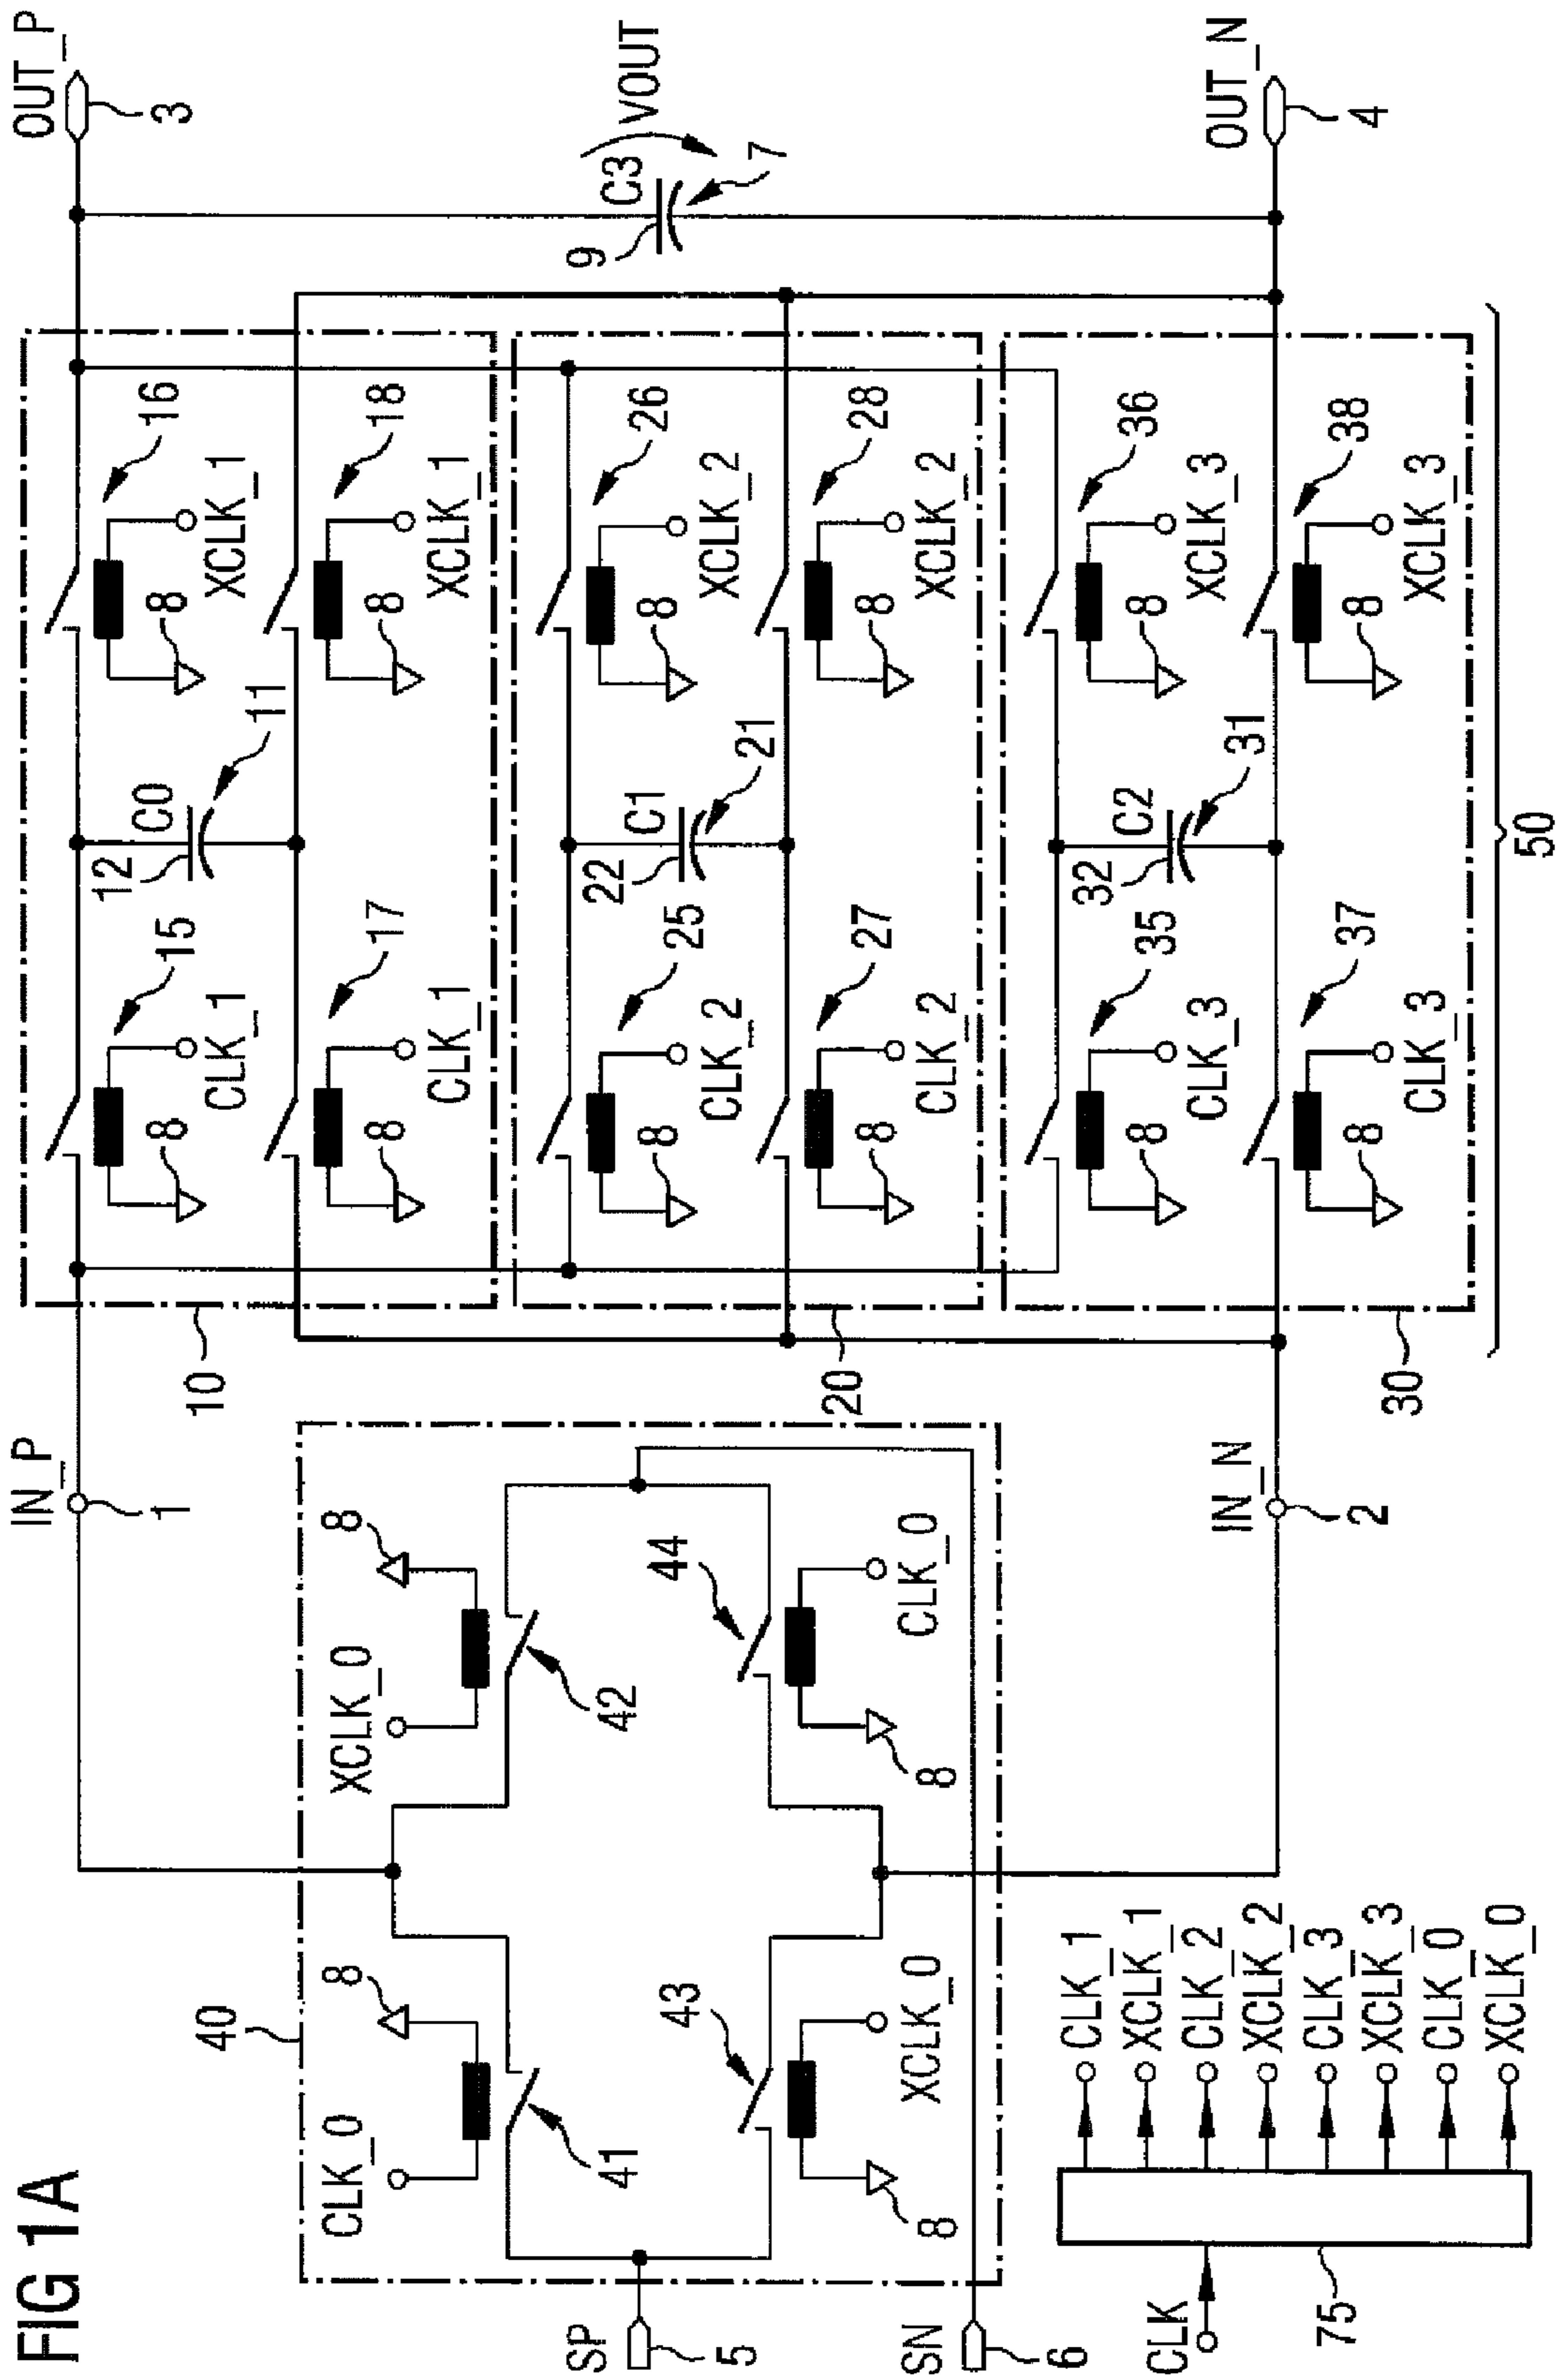 FIG 1A
IN_P
1
OUT_P
3
10
15
CLK_1
8
16
XCLK_1
8
12
C0
11
17
CLK_1
8
18
XCLK_1
8
20
25
CLK_2
8
26
XCLK_2
8
22
C1
21
27
CLK_2
8
28
XCLK_2
8
30
35
CLK_3
8
36
XCLK_3
8
32
C2
31
37
CLK_3
8
38
XCLK_3
8
50
9
C3
7
VOUT
OUT_N
4
IN_N
2
40
CLK_0
8
41
XCLK_0
8
42
43
XCLK_0
8
44
CLK_0
8
SP
5
SN
6
CLK
75
CLK_1
XCLK_1
CLK_2
XCLK_2
CLK_3
XCLK_3
CLK_0
XCLK_0